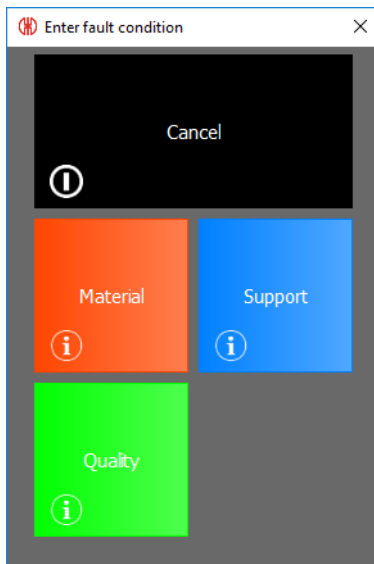 Enter fault condition
Cancel
Material
Support
Quality